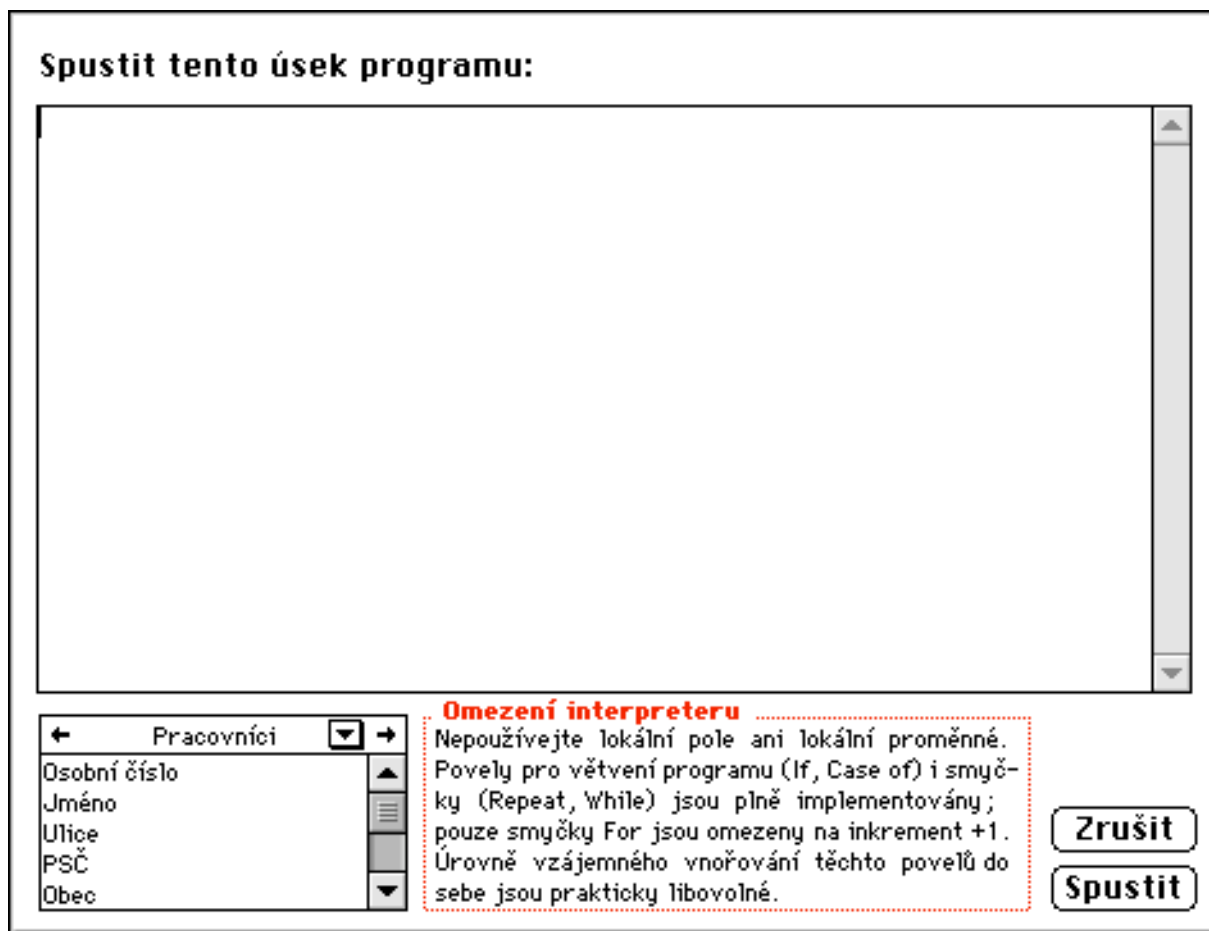 Spustit tento úsek programu:
Pracovníci
Osobní číslo
Jméno
Ulice
PSČ
Obec
Omezení interpreteru
Nepoužívejte lokální pole ani lokální proměnné.
Povely pro větvení programu (If, Case of) i smyč-
ky (Repeat, While) jsou plně implementovány;
pouze smyčky For jsou omezeny na inkrement +1.
Úrovně vzájemného vnořování těchto povelů do
sebe jsou prakticky libovolné.
Zrušit
Spustit